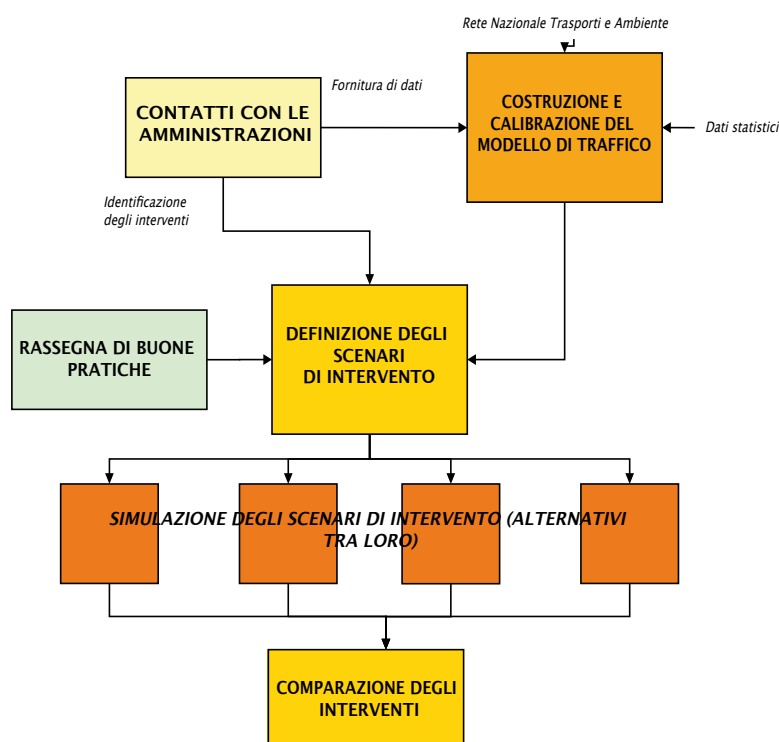 Rete Nazionale Trasporti e Ambiente
Fornitura di dati
CONTATTI CON LE
AMMINISTRAZIONI
COSTRUZIONE E
CALIBRAZIONE DEL
MODELLO DI TRAFFICO
Dati statistici
Identificazione
degli interventi
RASSEGNA DI BUONE
PRATICHE
DEFINIZIONE DEGLI
SCENARI
DI INTERVENTO
SIMULAZIONE DEGLI SCENARI DI INTERVENTO (ALTERNATIVI
TRA LORO)
COMPARAZIONE DEGLI
INTERVENTI